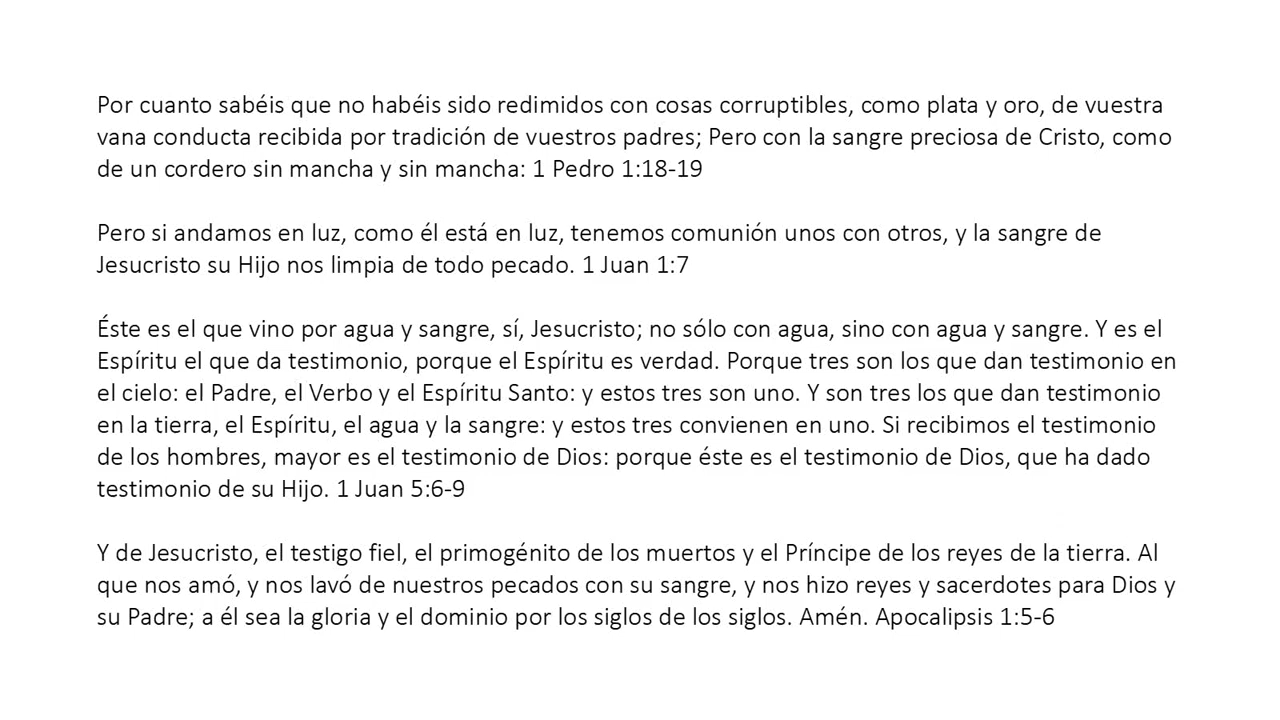 Por cuanto sabéis que no habéis sido redimidos con cosas corruptibles, como plata y oro, de vuestra
vana conducta recibida por tradición de vuestros padres; Pero con la sangre preciosa de Cristo, como
de un cordero sin mancha y sin mancha: 1 Pedro 1:18-19
Pero si andamos en luz, como él está en luz, tenemos comunión unos con otros, y la sangre de
Jesucristo su Hijo nos limpia de todo pecado. 1 Juan 1:7
Éste es el que vino por agua y sangre, sí, Jesucristo; no sólo con agua, sino con agua y sangre. Y es el
Espíritu el que da testimonio, porque el Espíritu es verdad. Porque tres son los que dan testimonio en
el cielo: el Padre, el Verbo y el Espíritu Santo: y estos tres son uno. Y son tres los que dan testimonio
en la tierra, el Espíritu, el agua y la sangre: y estos tres convienen en uno. Si recibimos el testimonio
de los hombres, mayor es el testimonio de Dios: porque éste es el testimonio de Dios, que ha dado
testimonio de su Hijo. 1 Juan 5:6-9
Y de Jesucristo, el testigo fiel, el primogénito de los muertos y el Príncipe de los reyes de la tierra. Al
que nos amó, y nos lavó de nuestros pecados con su sangre, y nos hizo reyes y sacerdotes para Dios y
su Padre; a él sea la gloria y el dominio por los siglos de los siglos. Amén. Apocalipsis 1:5-6